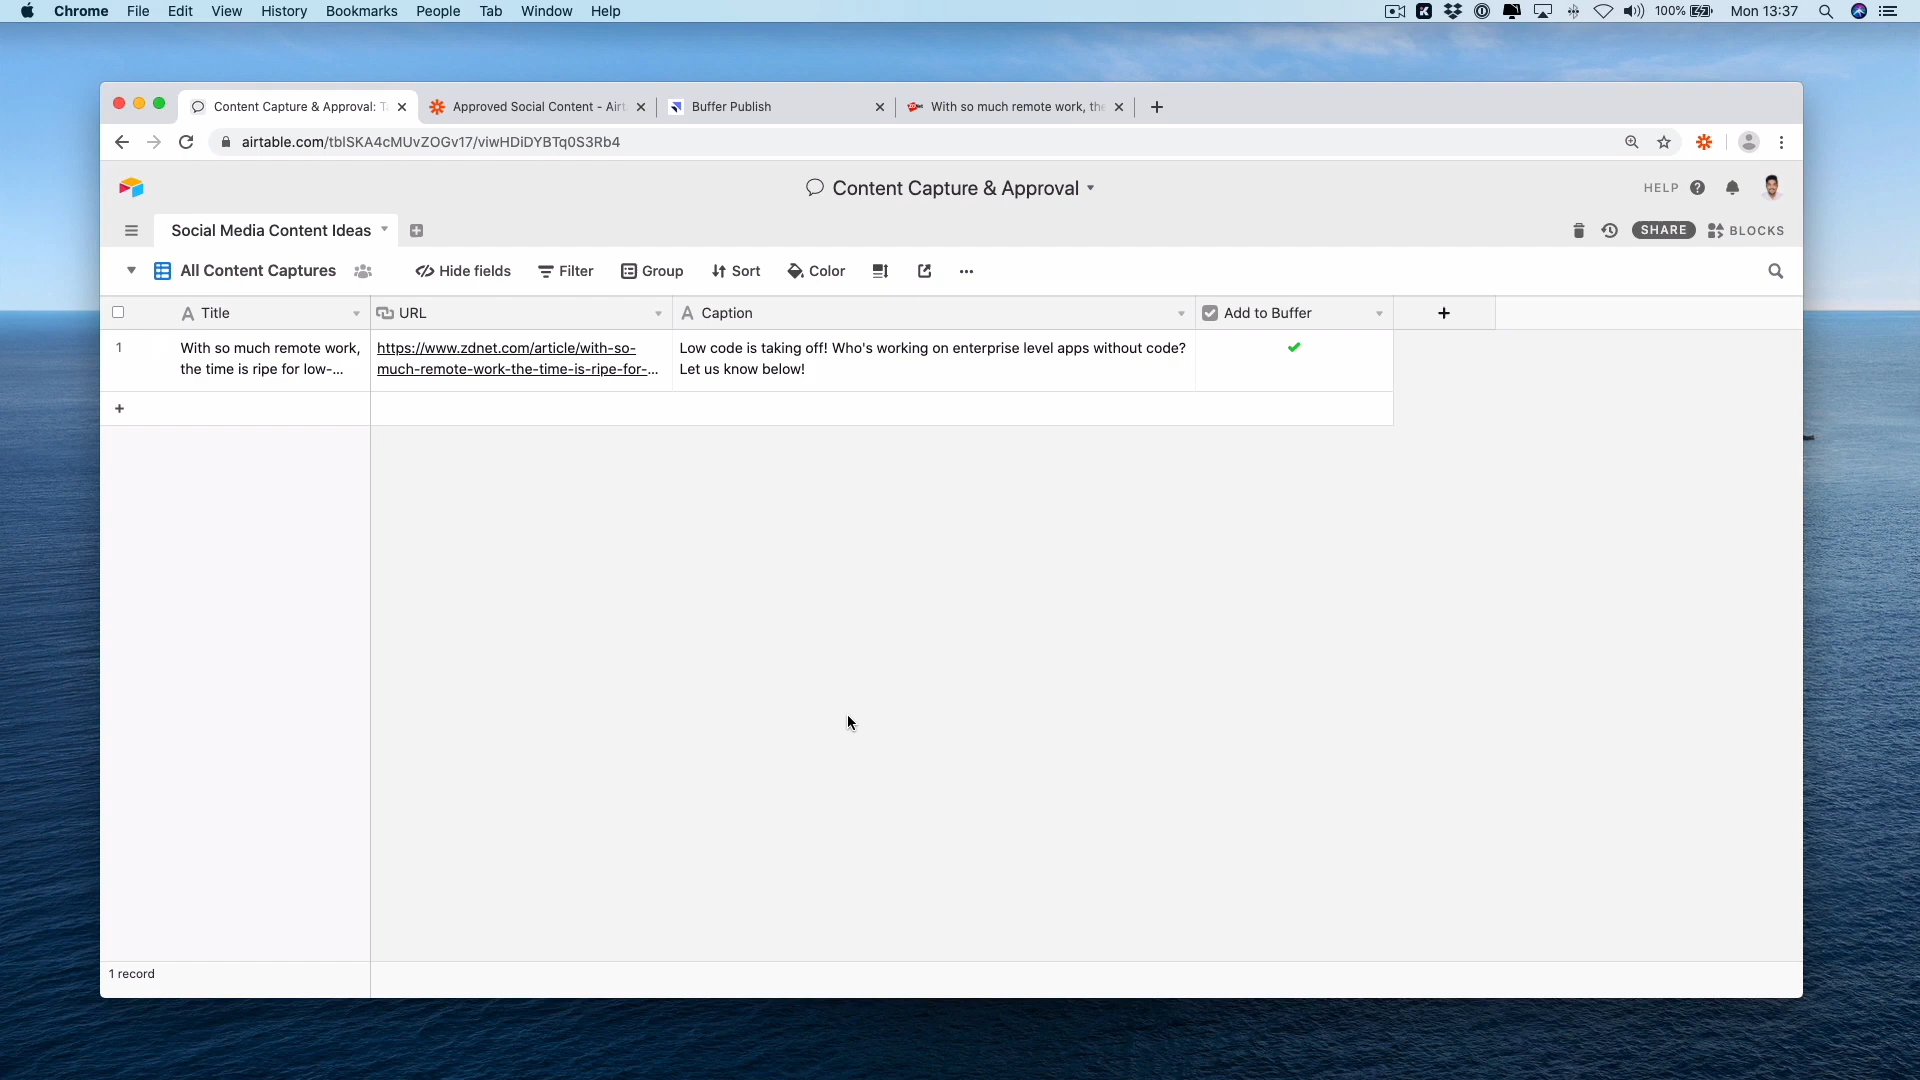 Chrome File Edit View History Bookmarks People Tab Window Help 100% Mon 13:37
Content Capture & Approval: T
Approved Social Content - Airt
Buffer Publish
With so much remote work, the
airtable.com/tblSKA4cMUvZOGv17/viwHDiDYBTq0S3Rb4
Content Capture & Approval
HELP
Social Media Content Ideas
SHARE
BLOCKS
All Content Captures
Hide fields
Filter
Group
Sort
Color
Title
URL
Caption
Add to Buffer
1
With so much remote work,
the time is ripe for low-...
https://www.zdnet.com/article/with-so-
much-remote-work-the-time-is-ripe-for-...
Low code is taking off! Who's working on enterprise level apps without code?
Let us know below!
1 record